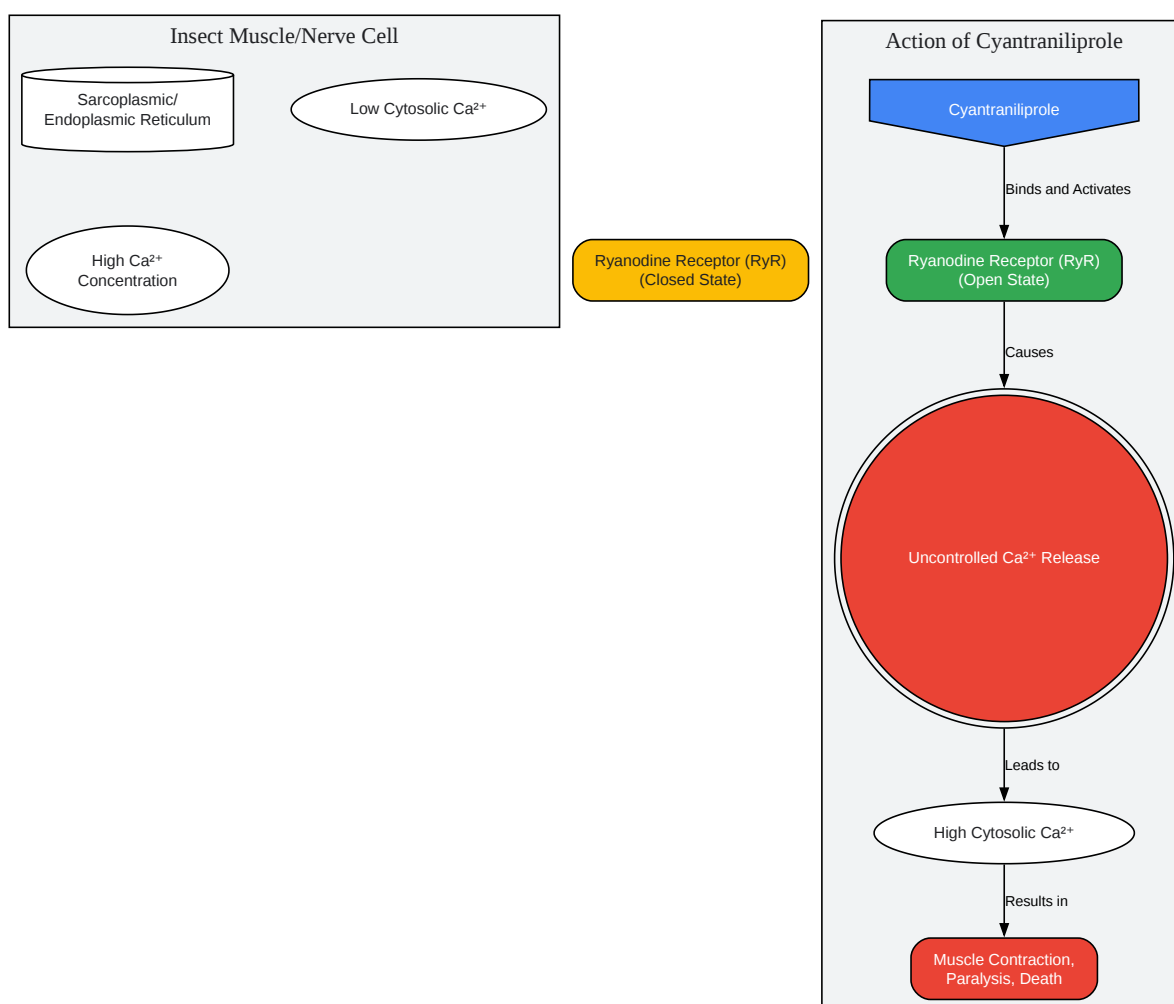 Insect Muscle/Nerve Cell
Sarcoplasmic/
Endoplasmic Reticulum
Low Cytosolic Ca²⁺
High Ca²⁺
Concentration
Ryanodine Receptor (RyR)
(Closed State)
Action of Cyantraniliprole
Cyantraniliprole
Binds and Activates
Ryanodine Receptor (RyR)
(Open State)
Causes
Uncontrolled Ca²⁺ Release
Leads to
High Cytosolic Ca²⁺
Results in
Muscle Contraction,
Paralysis, Death